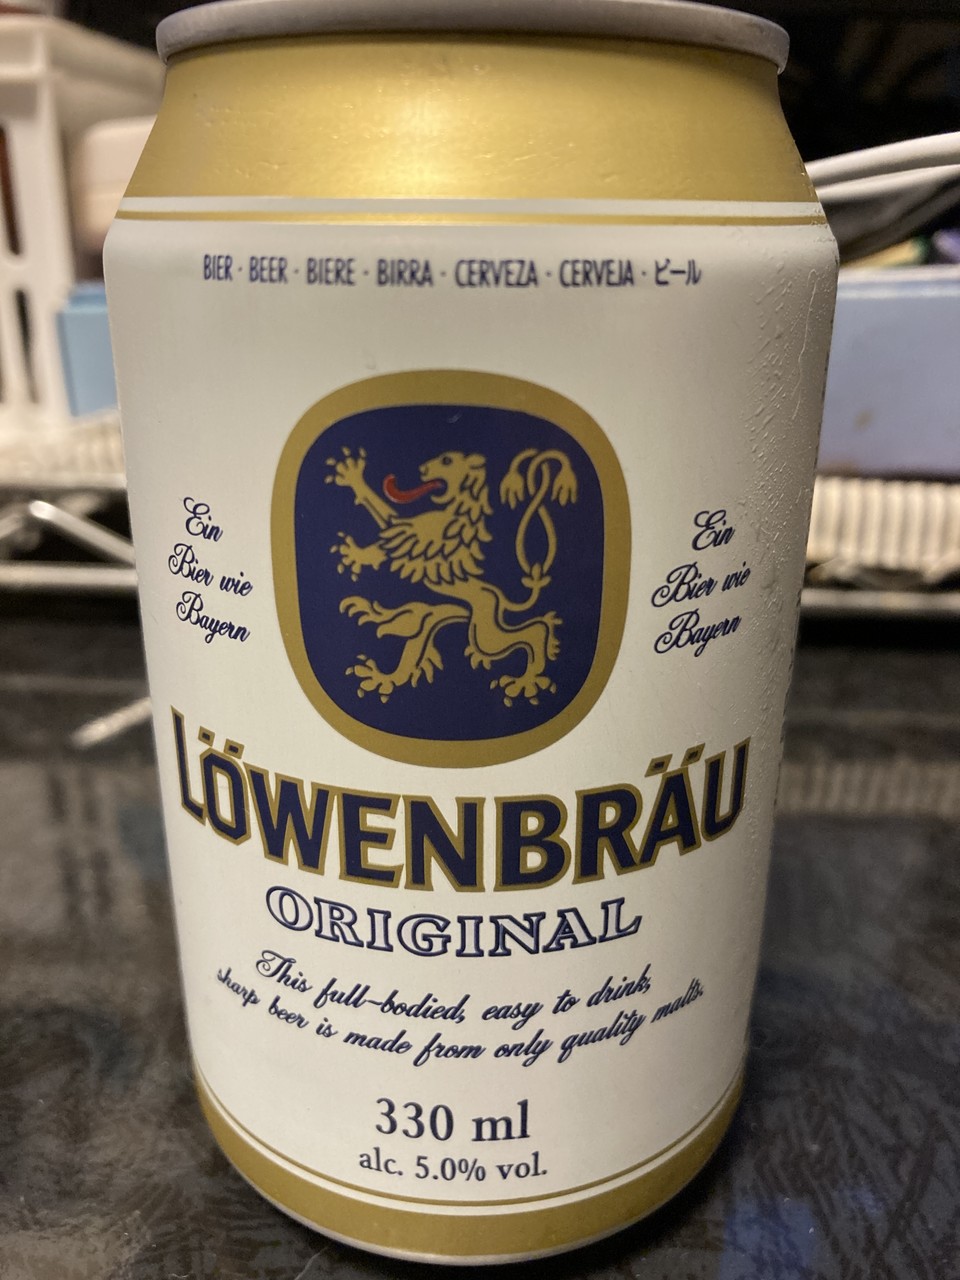 BIER · BEER · BIERE · BIRRA · CERVEZA · CERVEJA · ビール
Ein
Bier wie
Bayern
Ein
Bier wie
Bayern
LÖWENBRÄU
ORIGINAL
This full-bodied, easy to drink,
sharp beer is made from only quality malts.
330 ml
alc. 5.0% vol.